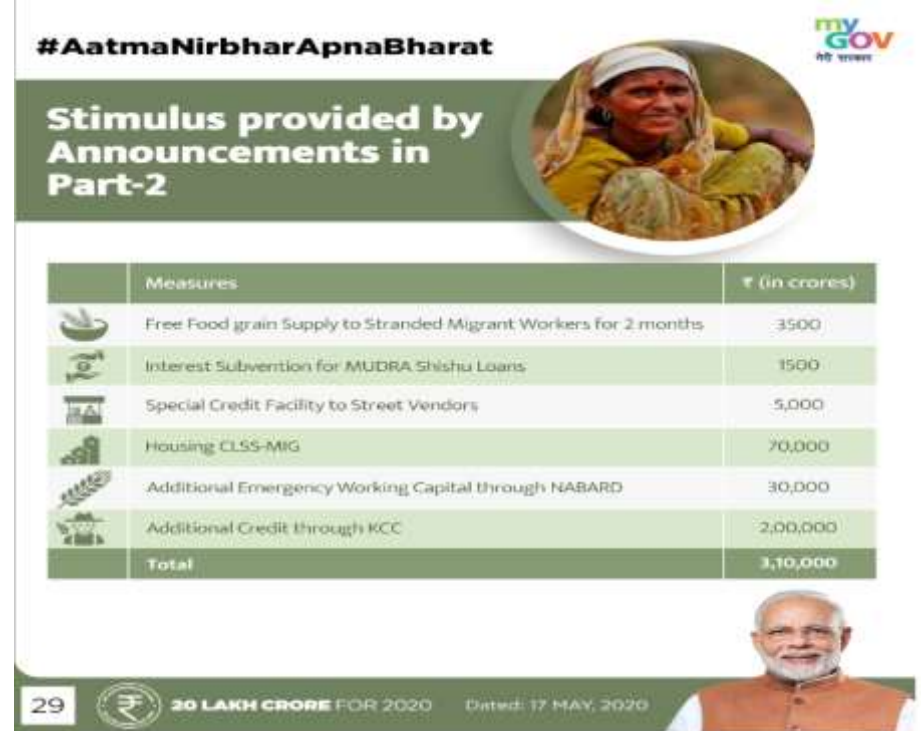 #AatmaNirbharApnaBharat
my
GOV
मेरी सरकार
Stimulus provided by
Announcements in
Part-2
Measures ₹ (in crores)
Free Food grain Supply to Stranded Migrant Workers for 2 months 3500
Interest Subvention for MUDRA Shishu Loans 1500
Special Credit Facility to Street Vendors 5,000
Housing CLSS-MIG 70,000
Additional Emergency Working Capital through NABARD 30,000
Additional Credit through KCC 2,00,000
Total 3,10,000
29 ₹ 20 LAKH CRORE FOR 2020 Dated: 17 MAY, 2020